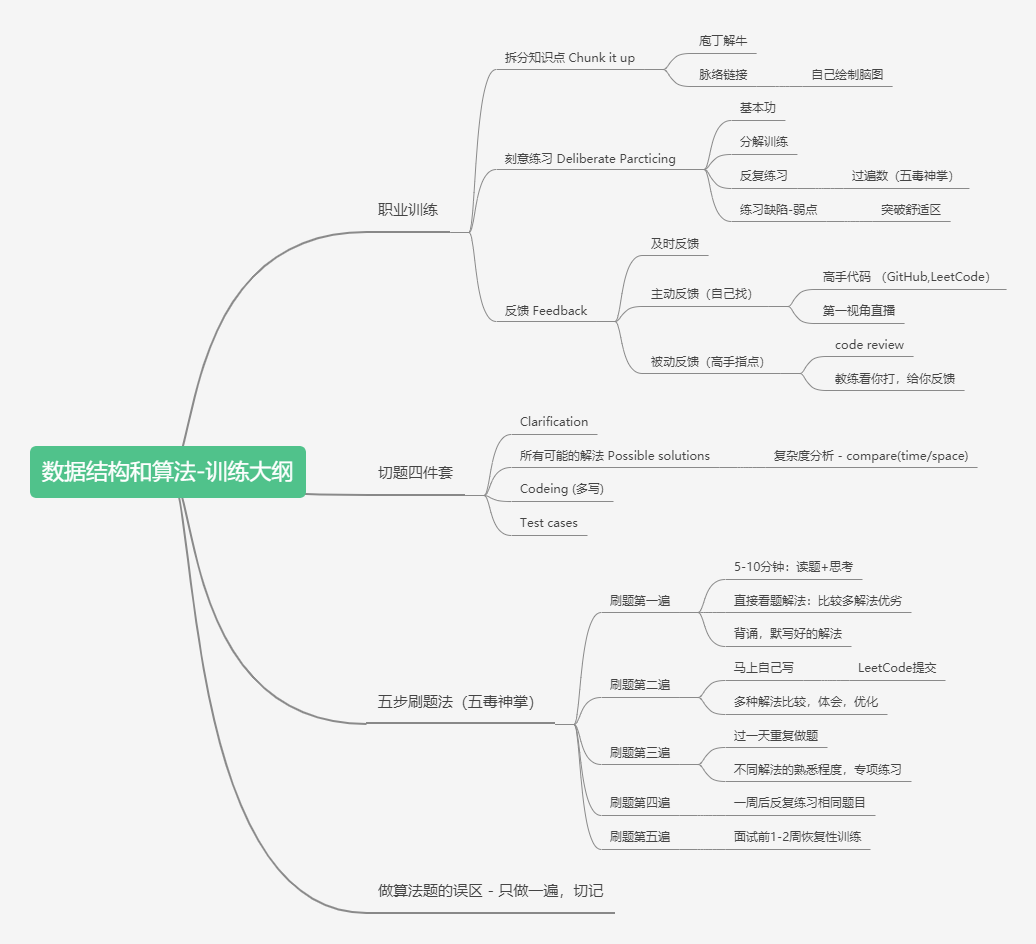 数据结构和算法-训练大纲
职业训练
拆分知识点 Chunk it up
庖丁解牛
脉络链接
自己绘制脑图
刻意练习 Deliberate Parcticing
基本功
分解训练
反复练习
过遍数（五毒神掌）
练习缺陷-弱点
突破舒适区
反馈 Feedback
及时反馈
主动反馈（自己找）
高手代码 （GitHub,LeetCode）
第一视角直播
被动反馈（高手指点）
code review
教练看你打，给你反馈
切题四件套
Clarification
所有可能的解法 Possible solutions
复杂度分析 - compare(time/space)
Codeing (多写)
Test cases
五步刷题法（五毒神掌）
刷题第一遍
5-10分钟：读题+思考
直接看题解法：比较多解法优劣
背诵，默写好的解法
刷题第二遍
马上自己写
LeetCode提交
多种解法比较，体会，优化
刷题第三遍
过一天重复做题
不同解法的熟悉程度，专项练习
刷题第四遍
一周后反复练习相同题目
刷题第五遍
面试前1-2周恢复性训练
做算法题的误区 - 只做一遍，切记